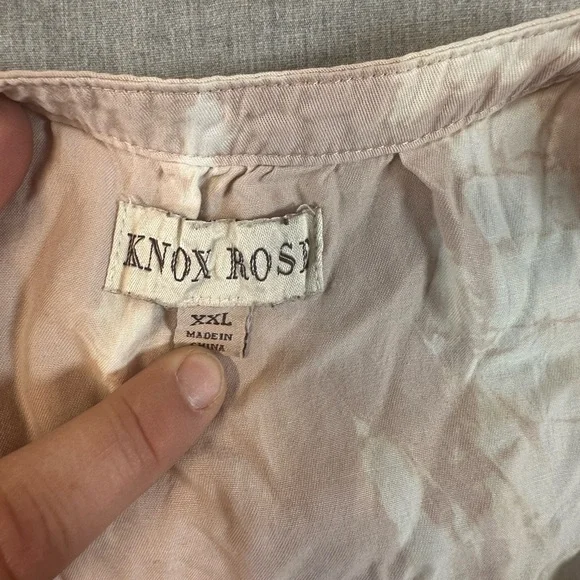 KNOX ROSE
XXL
MADE IN
CHINA